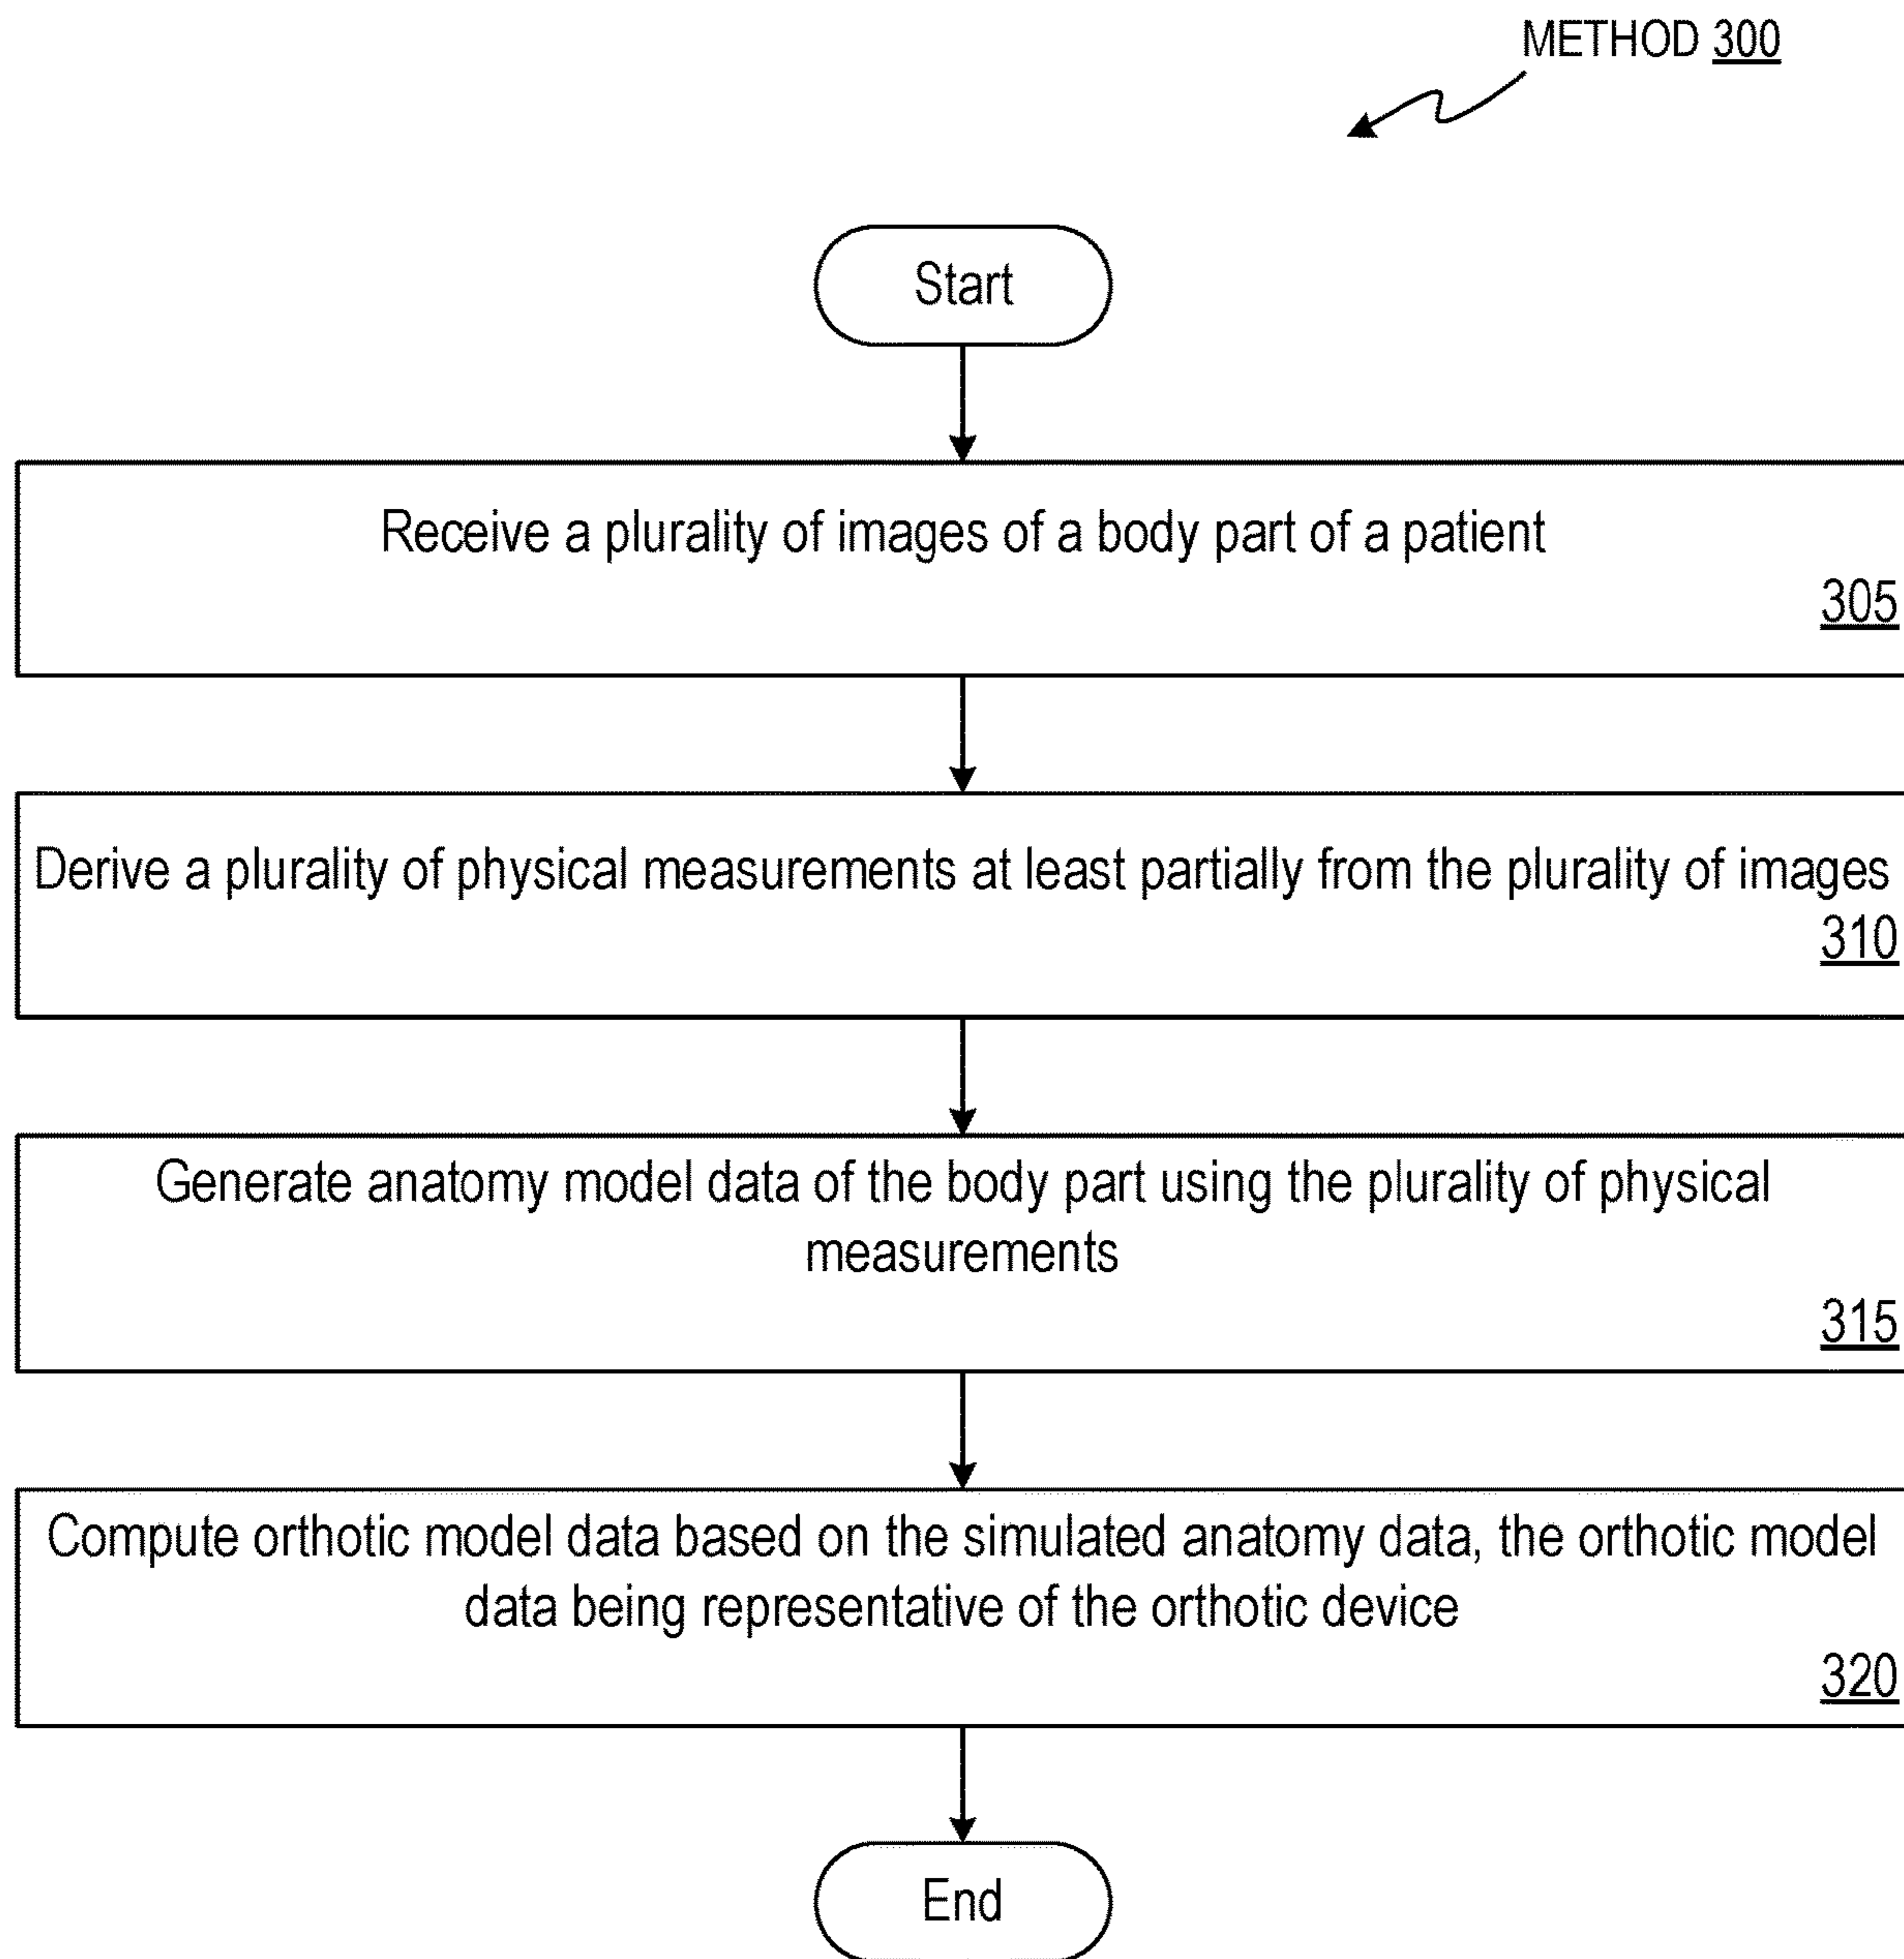 METHOD 300
Start
Receive a plurality of images of a body part of a patient
305
Derive a plurality of physical measurements at least partially from the plurality of images
310
Generate anatomy model data of the body part using the plurality of physical
measurements
315
Compute orthotic model data based on the simulated anatomy data, the orthotic model
data being representative of the orthotic device
320
End